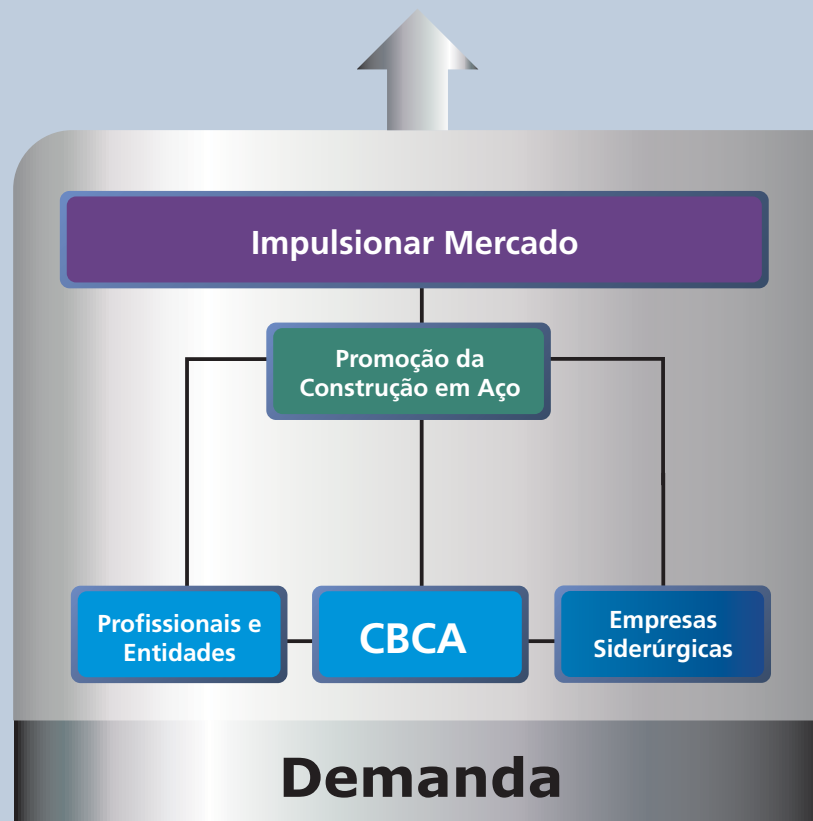 Impulsionar Mercado
Promoção da
Construção em Aço
Profissionais e
Entidades
CBCA
Empresas
Siderúrgicas
Demanda